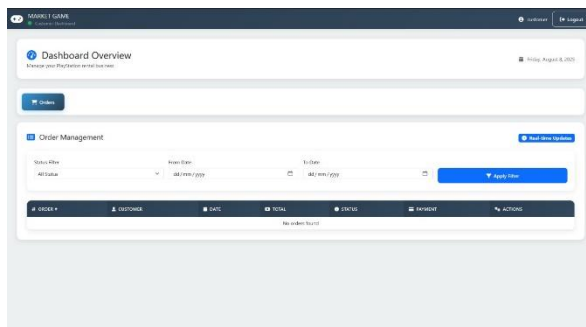 MARKET GAME
Customer Dashboard
customer
Logout
Dashboard Overview
Manage your PlayStation rental business
Friday, August 8, 2025
Orders
Order Management
Real-time Updates
Status Filter
From Date
To Date
All Status
dd/mm/yyyy
dd/mm/yyyy
Apply Filter
# ORDER #
CUSTOMER
DATE
TOTAL
STATUS
PAYMENT
ACTIONS
No orders found